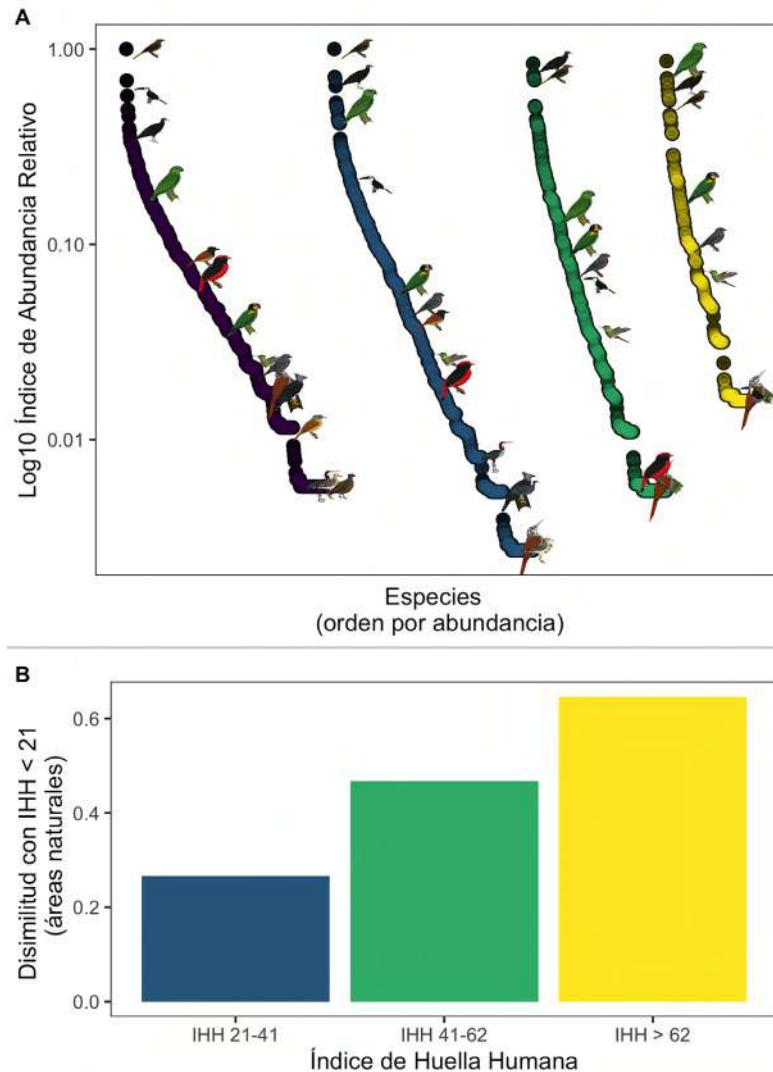 A
1.00
0.10
0.01
Log10 Índice de Abundancia Relativo
Especies
(orden por abundancia)
B
0.6
0.4
0.2
0.0
Disimilitud con IHH < 21
(áreas naturales)
IHH 21-41
IHH 41-62
IHH > 62
Índice de Huella Humana